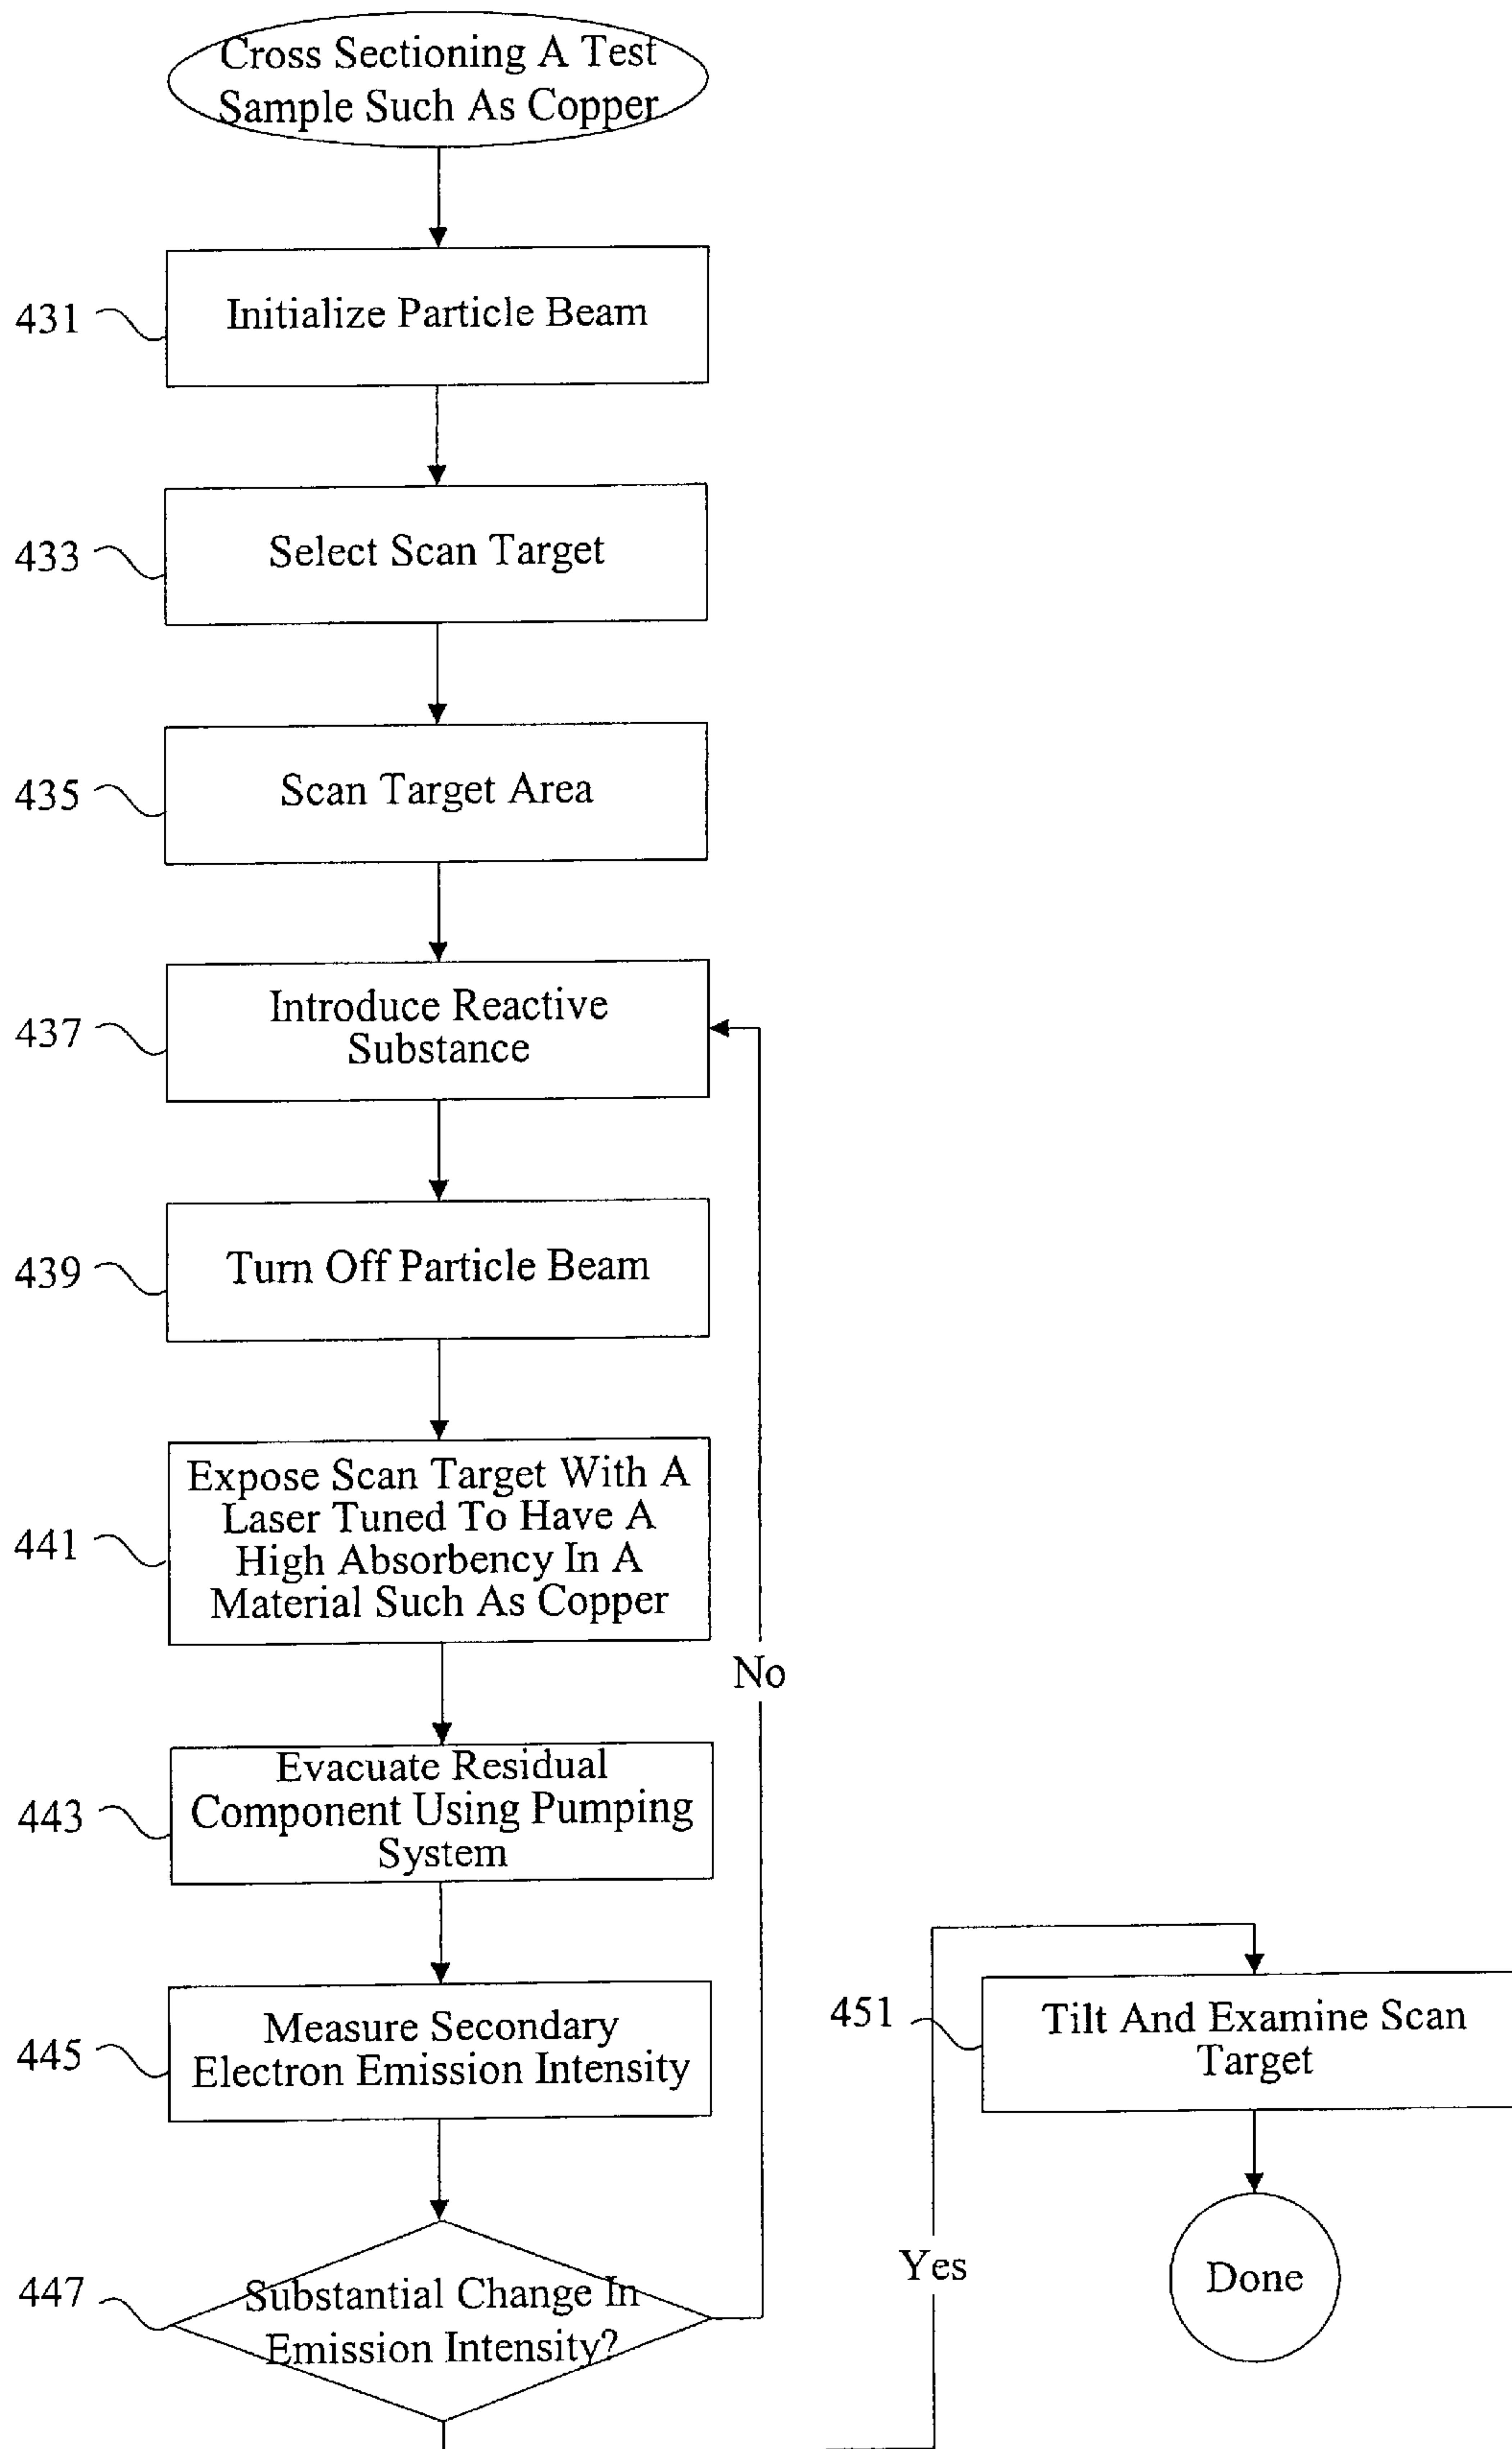 Cross Sectioning A Test
Sample Such As Copper
431
Initialize Particle Beam
433
Select Scan Target
435
Scan Target Area
437
Introduce Reactive
Substance
439
Turn Off Particle Beam
441
Expose Scan Target With A
Laser Tuned To Have A
High Absorbency In A
Material Such As Copper
No
443
Evacuate Residual
Component Using Pumping
System
445
Measure Secondary
Electron Emission Intensity
447
Substantial Change In
Emission Intensity?
Yes
451
Tilt And Examine Scan
Target
Done